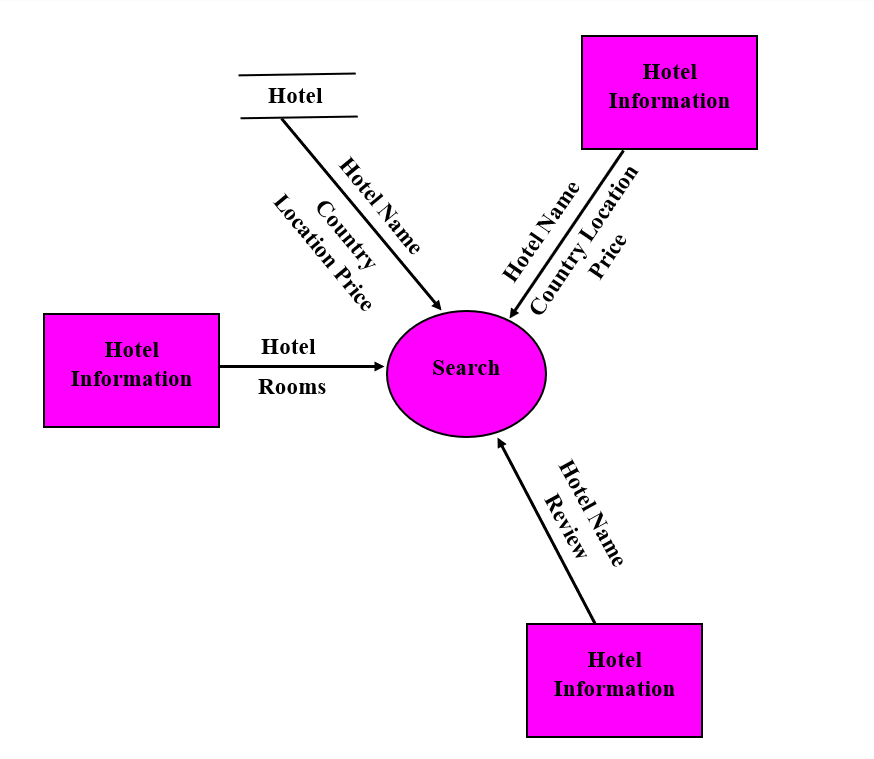 Hotel
Hotel
Information
Hotel Name
Country
Location Price
Hotel Name
Country Location
Price
Hotel
Information
Hotel
Rooms
Search
Hotel Name
Review
Hotel
Information